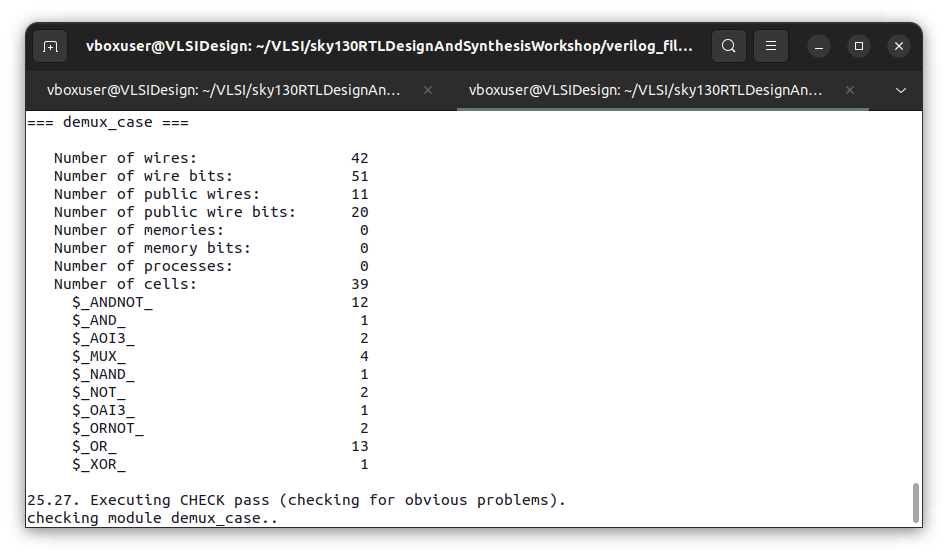 vboxuser@VLSIDesign: ~/VLSI/sky130RTLDesignAndSynthesisWorkshop/verilog_fil...
vboxuser@VLSIDesign: ~/VLSI/sky130RTLDesignAn...
vboxuser@VLSIDesign: ~/VLSI/sky130RTLDesignAn...
=== demux_case ===
Number of wires: 42
Number of wire bits: 51
Number of public wires: 11
Number of public wire bits: 20
Number of memories: 0
Number of memory bits: 0
Number of processes: 0
Number of cells: 39
$_ANDNOT_ 12
$_AND_ 1
$_AOI3_ 2
$_MUX_ 4
$_NAND_ 1
$_NOT_ 2
$_OAI3_ 1
$_ORNOT_ 2
$_OR_ 13
$_XOR_ 1
25.27. Executing CHECK pass (checking for obvious problems).
checking module demux_case..